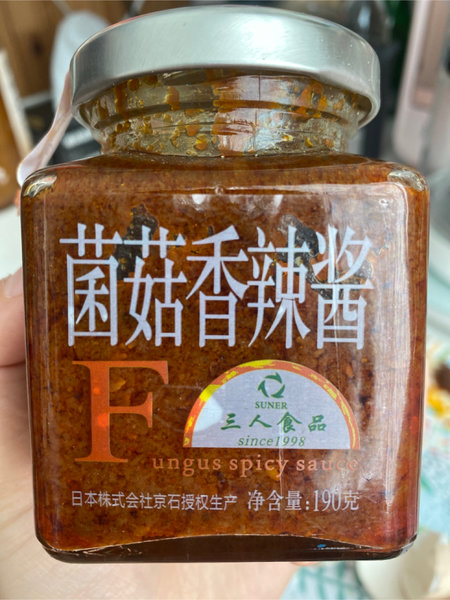 菌菇香辣酱
SUNER
三人食品
since1998
Fungus spicy sauce
日本株式会社京石授权生产 净含量:190克